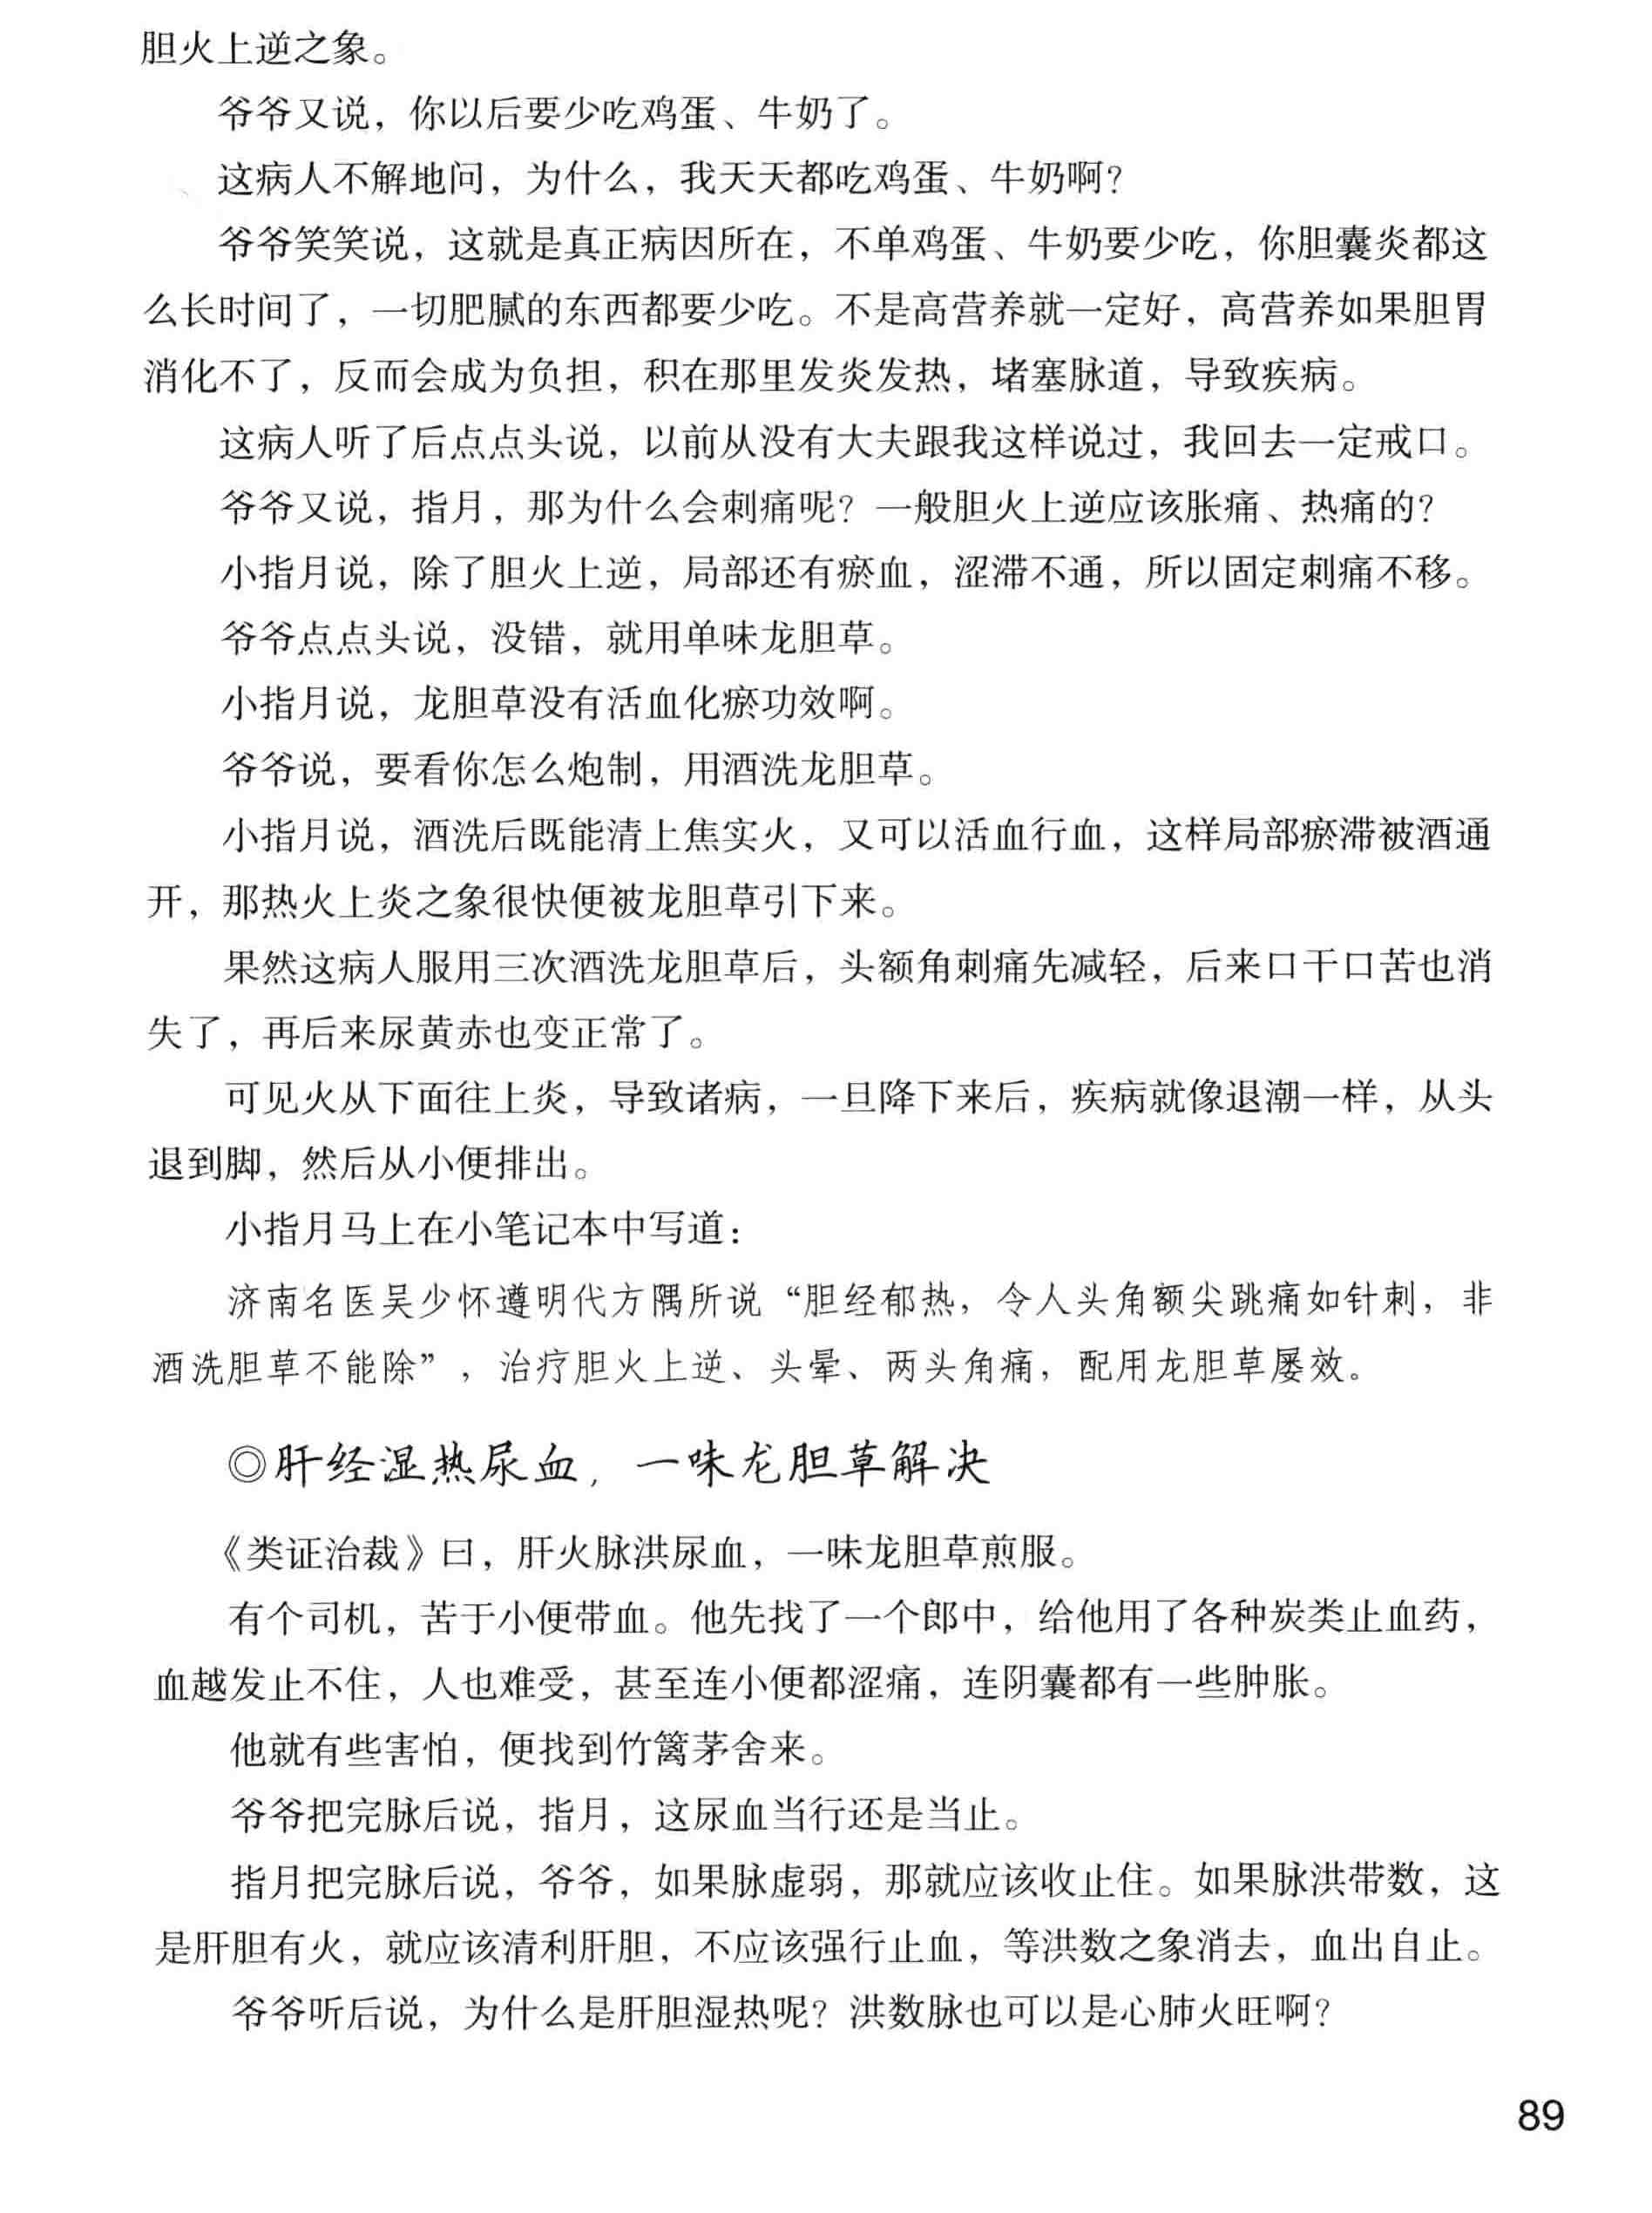 胆火上逆之象。
爷爷又说，你以后要少吃鸡蛋、牛奶了。
这病人不解地问，为什么，我天天都吃鸡蛋、牛奶啊？
爷爷笑笑说，这就是真正病因所在，不单鸡蛋、牛奶要少吃，你胆囊炎都这
么长时间了，一切肥腻的东西都要少吃。不是高营养就一定好，高营养如果胆胃
消化不了，反而会成为负担，积在那里发炎发热，堵塞脉道，导致疾病。
这病人听了后点点头说，以前从没有大夫跟我这样说过，我回去一定戒口。
爷爷又说，指月，那为什么会刺痛呢？一般胆火上逆应该胀痛、热痛的？
小指月说，除了胆火上逆，局部还有瘀血，涩滞不通，所以固定刺痛不移。
爷爷点点头说，没错，就用单味龙胆草。
小指月说，龙胆草没有活血化瘀功效啊。
爷爷说，要看你怎么炮制，用酒洗龙胆草。
小指月说，酒洗后既能清上焦实火，又可以活血行血，这样局部瘀滞被酒通
开，那热火上炎之象很快便被龙胆草引下来。
果然这病人服用三次酒洗龙胆草后，头额角刺痛先减轻，后来口干口苦也消
失了，再后来尿黄赤也变正常了。
可见火从下面往上炎，导致诸病，一旦降下来后，疾病就像退潮一样，从头
退到脚，然后从小便排出。
小指月马上在小笔记本中写道：
济南名医吴少怀遵明代方隅所说“胆经郁热，令人头角额尖跳痛如针刺，非
酒洗胆草不能除”，治疗胆火上逆、头晕、两头角痛，配用龙胆草屡效。
◎肝经湿热尿血，一味龙胆草解决
《类证治裁》曰，肝火脉洪尿血，一味龙胆草煎服。
有个司机，苦于小便带血。他先找了一个郎中，给他用了各种炭类止血药，
血越发止不住，人也难受，甚至连小便都涩痛，连阴囊都有一些肿胀。
他就有些害怕，便找到竹篱茅舍来。
爷爷把完脉后说，指月，这尿血当行还是当止。
指月把完脉后说，爷爷，如果脉虚弱，那就应该收止住。如果脉洪带数，这
是肝胆有火，就应该清利肝胆，不应该强行止血，等洪数之象消去，血出自止。
爷爷听后说，为什么是肝胆湿热呢？洪数脉也可以是心肺火旺啊？
89